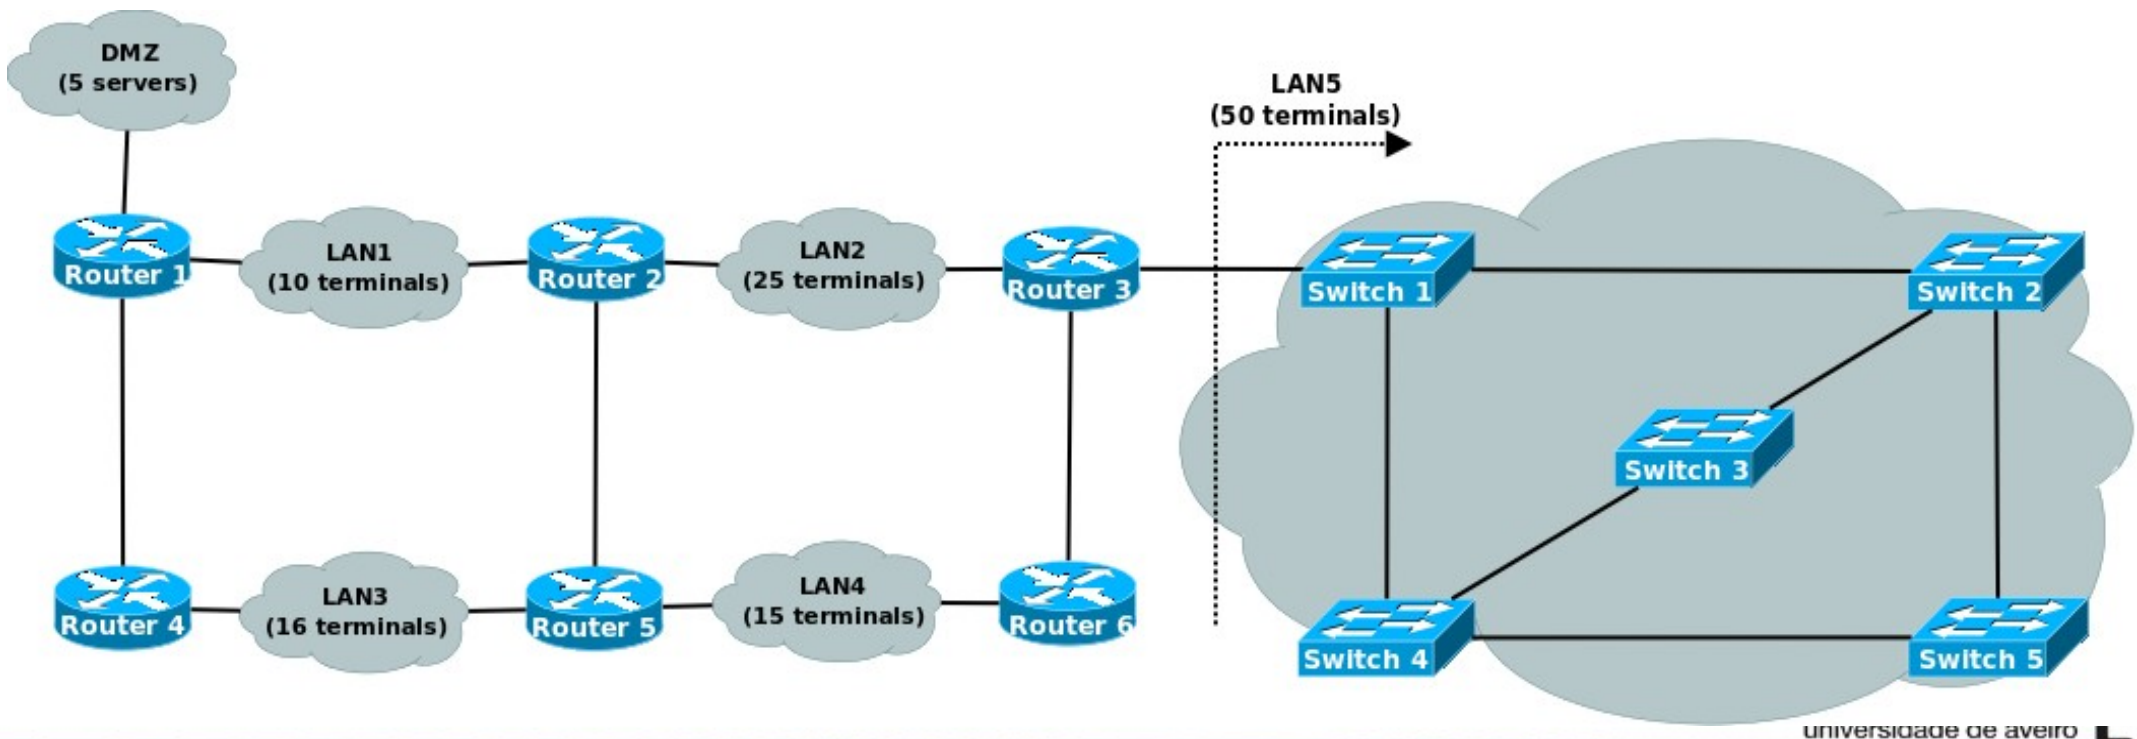 DMZ
(5 servers)
LAN5
(50 terminals)
Router 1
LAN1
(10 terminals)
Router 2
LAN2
(25 terminals)
Router 3
Switch 1
Switch 2
Switch 3
Router 4
LAN3
(16 terminals)
Router 5
LAN4
(15 terminals)
Router 6
Switch 4
Switch 5
universidade de aveiro